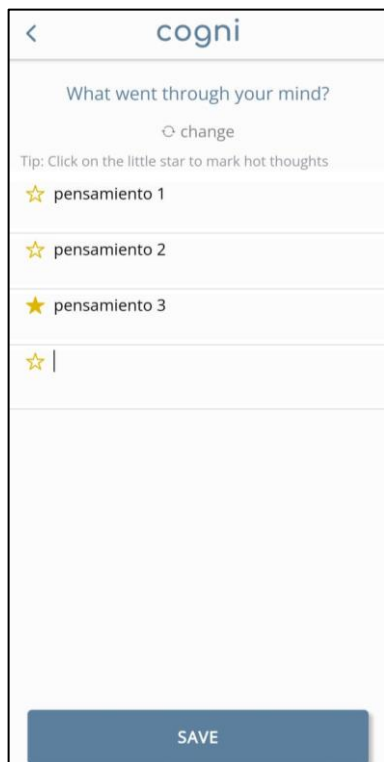 cogni
What went through your mind?
change
Tip: Click on the little star to mark hot thoughts
pensamiento 1
pensamiento 2
pensamiento 3
SAVE